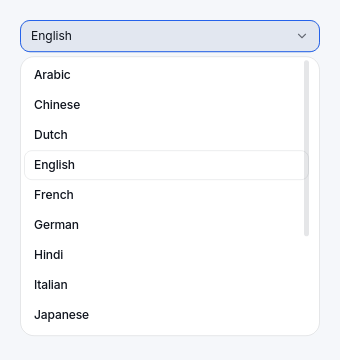 English
Arabic
Chinese
Dutch
English
French
German
Hindi
Italian
Japanese